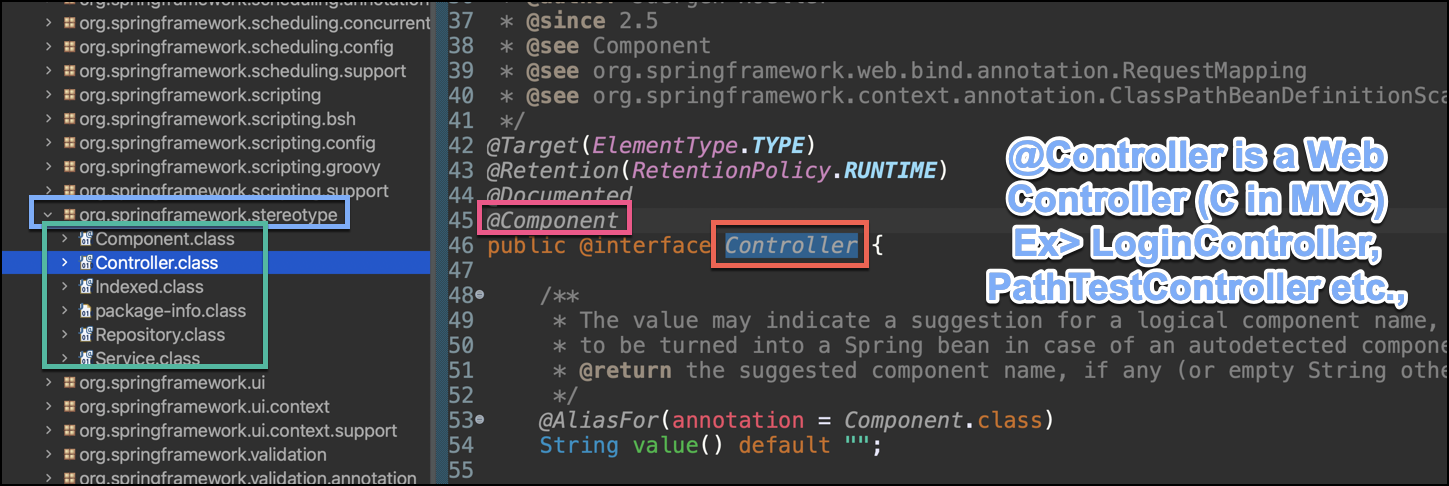 org.springframework.scheduling.annotation
org.springframework.scheduling.concurrent
org.springframework.scheduling.config
org.springframework.scheduling.support
org.springframework.scripting
org.springframework.scripting.bsh
org.springframework.scripting.config
org.springframework.scripting.groovy
org.springframework.scripting.support
org.springframework.stereotype
Component.class
Controller.class
Indexed.class
package-info.class
Repository.class
Service.class
org.springframework.ui
org.springframework.ui.context
org.springframework.ui.context.support
org.springframework.validation
org.springframework.validation.annotation
37 * @since 2.5
38 * @see Component
39 * @see org.springframework.web.bind.annotation.RequestMapping
40 * @see org.springframework.context.annotation.ClassPathBeanDefinitionSca
41 */
42 @Target(ElementType.TYPE)
43 @Retention(RetentionPolicy.RUNTIME)
44 @Documented
45 @Component
46 public @interface Controller {
47
48 /**
49 * The value may indicate a suggestion for a logical component name,
50 * to be turned into a Spring bean in case of an autodetected compone
51 * @return the suggested component name, if any (or empty String othe
52 */
53 @AliasFor(annotation = Component.class)
54 String value() default "";
55
@Controller is a Web
Controller (C in MVC)
Ex> LoginController,
PathTestController etc.,